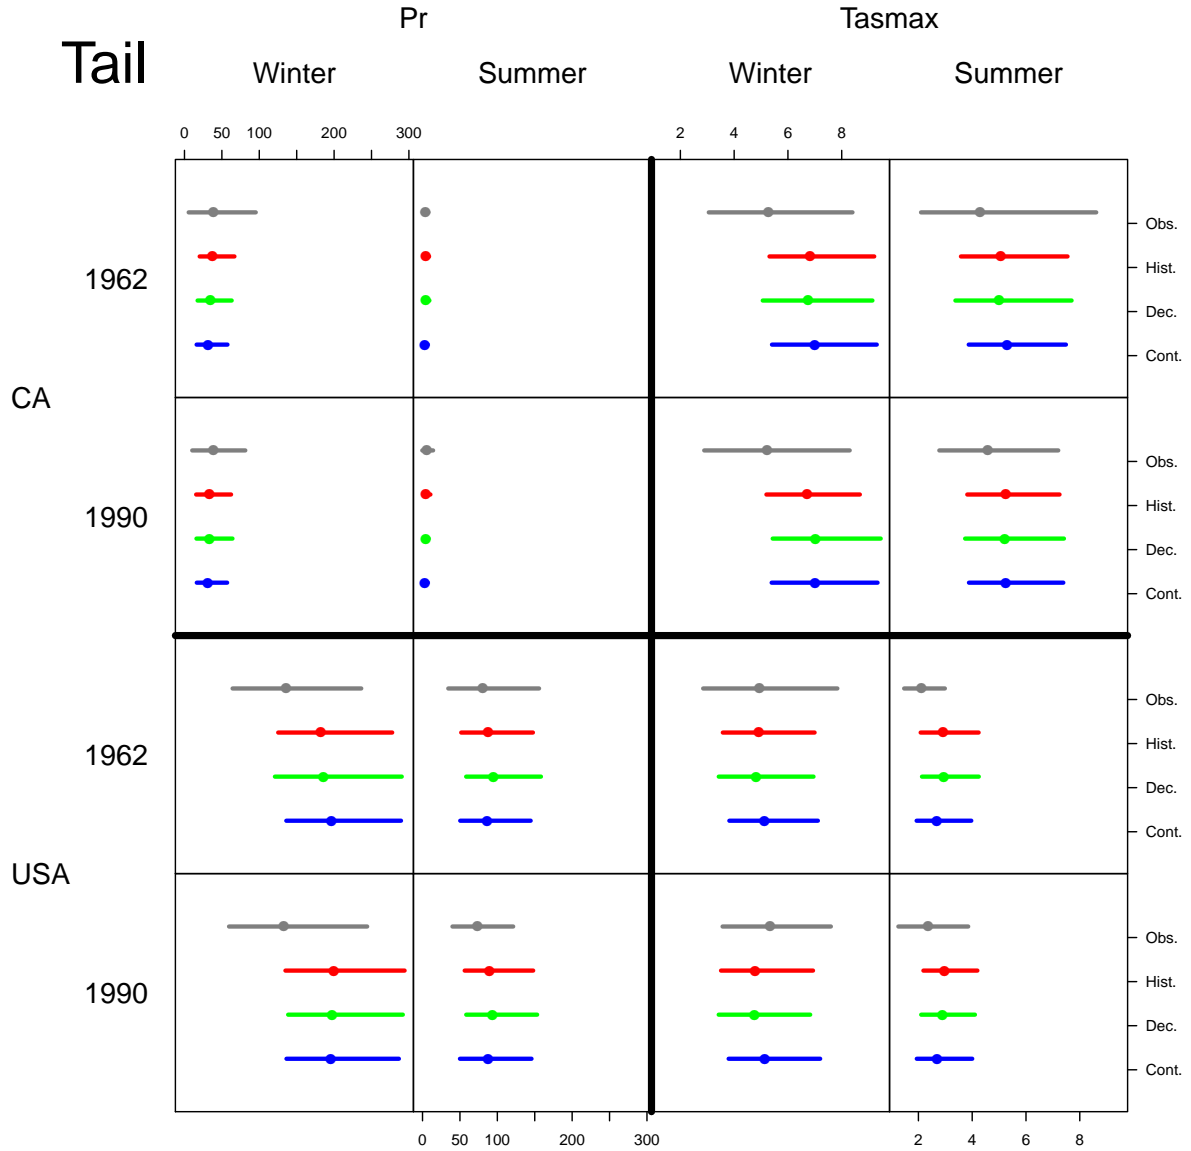 Pr Tasmax
Tail
Winter Summer Winter Summer
0 50 100 200 300 2 4 6 8
Obs.
Hist.
1962
Dec.
Cont.
CA
Obs.
Hist.
1990
Dec.
Cont.
Obs.
Hist.
1962
Dec.
Cont.
USA
Obs.
Hist.
1990
Dec.
Cont.
0 50 100 200 300 2 4 6 8